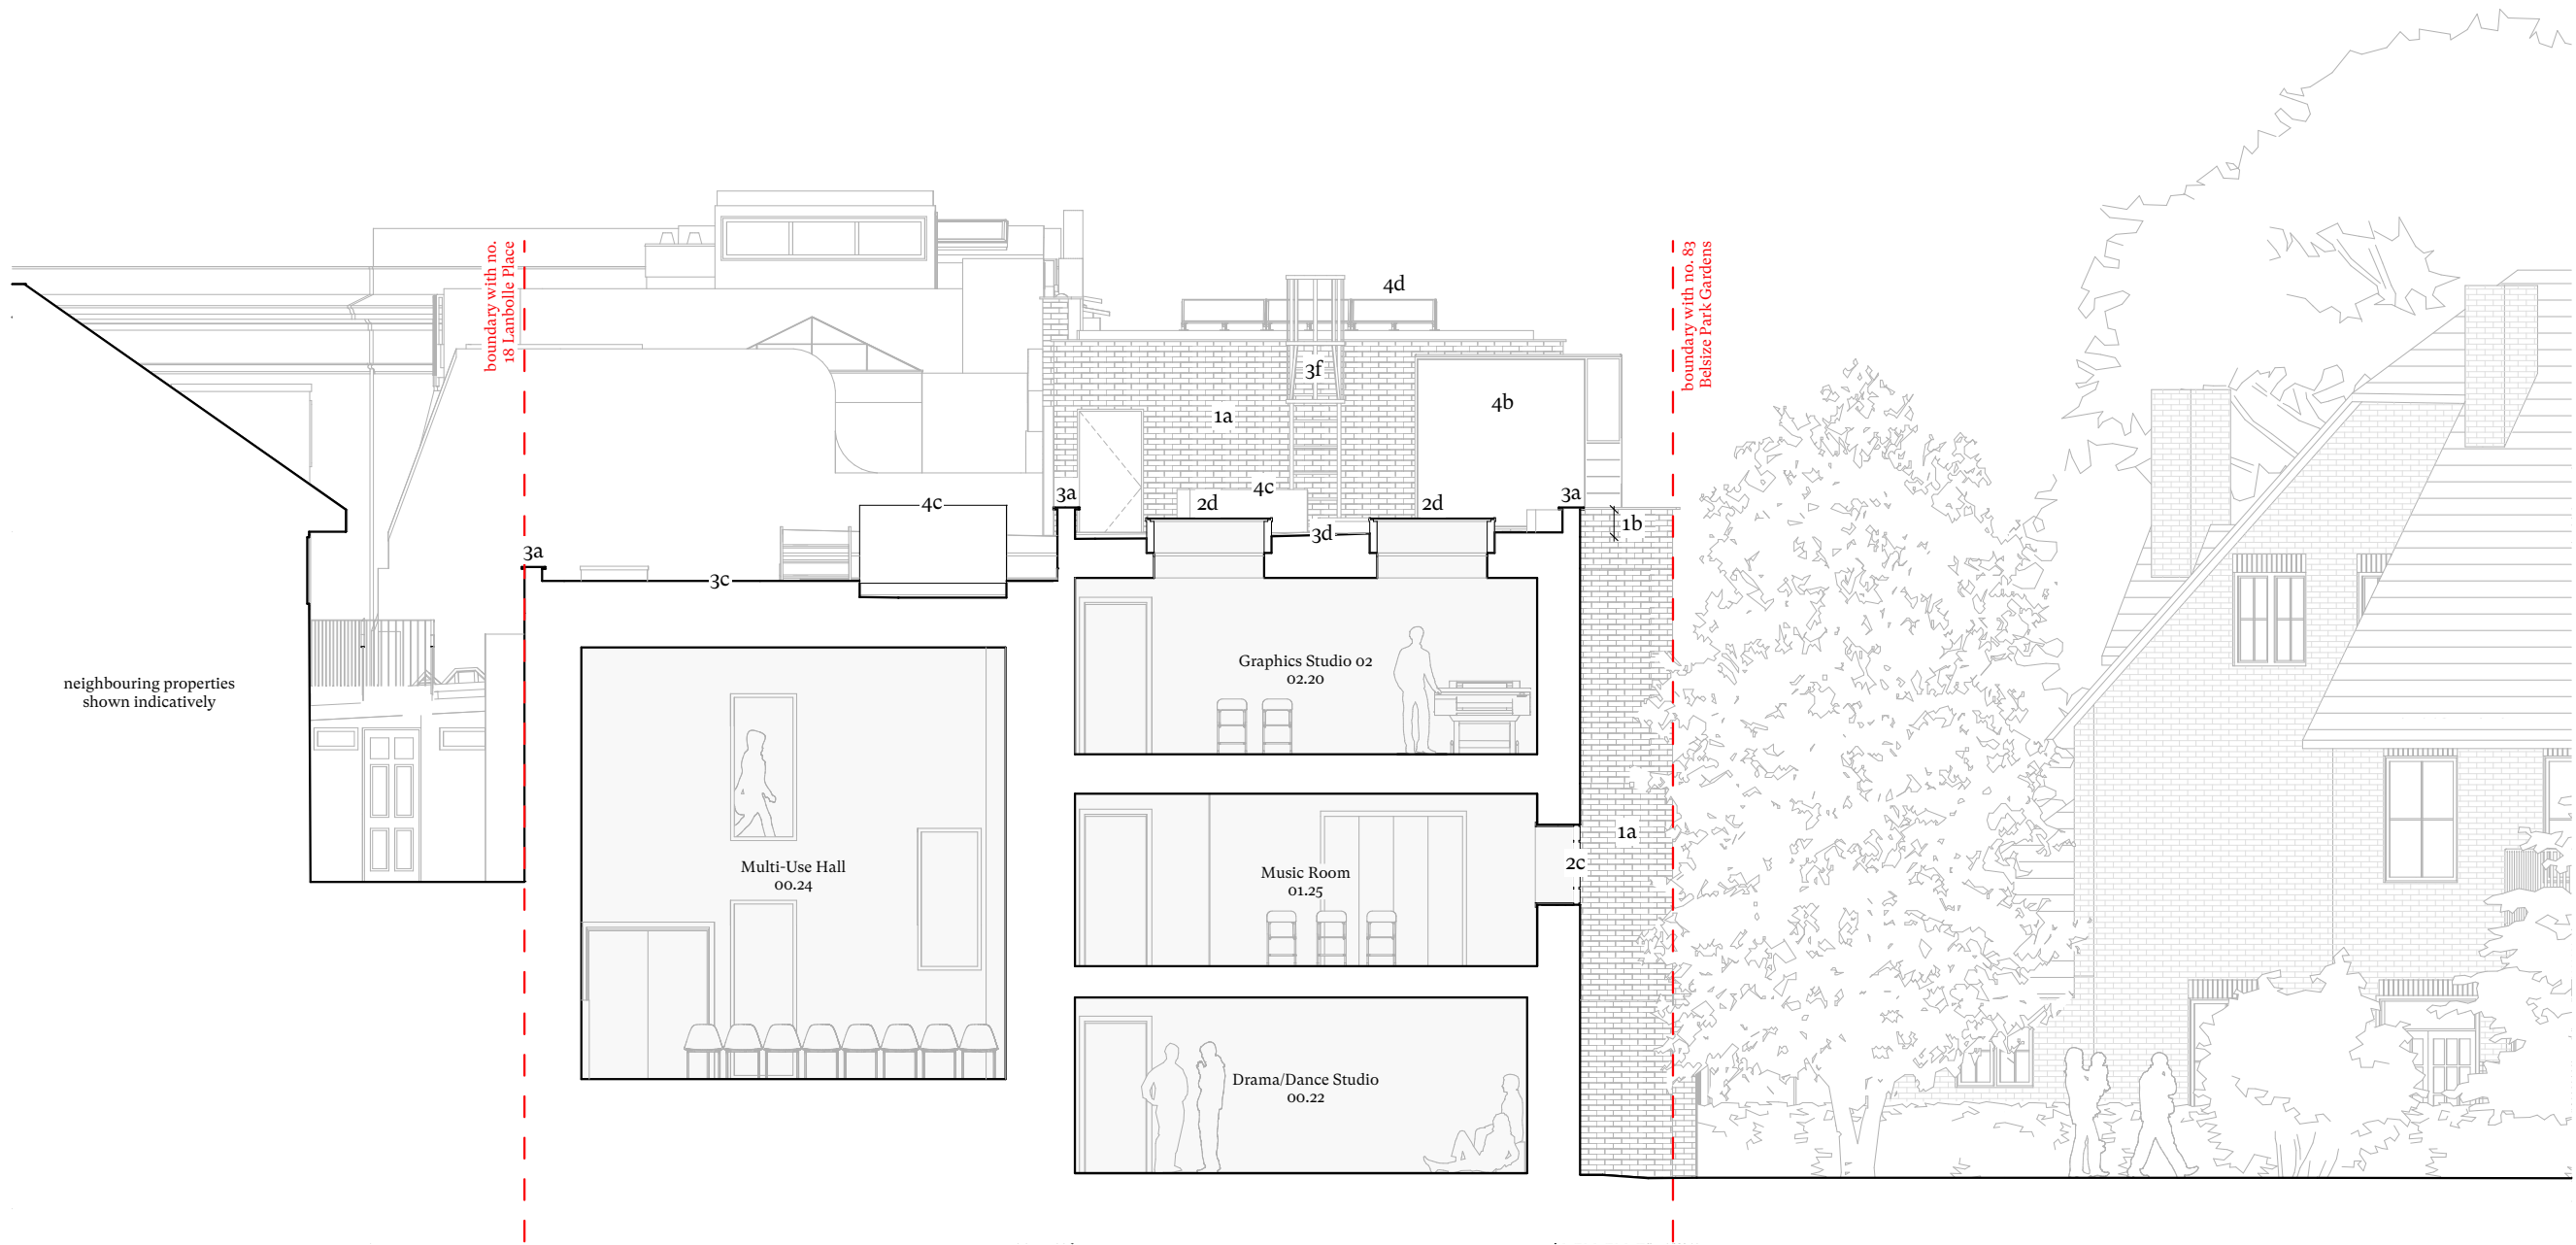 boundary with no.
18 Lanbolle Place
boundary with no. 83
Belsize Park Gardens
4d
3f
4b
1a
4c
3a
2d
4c
2d
3a
1b
3d
3a
3c
neighbouring properties
shown indicatively
Graphics Studio 02
02.20
1a
2c
Multi-Use Hall
00.24
Music Room
01.25
Drama/Dance Studio
00.22